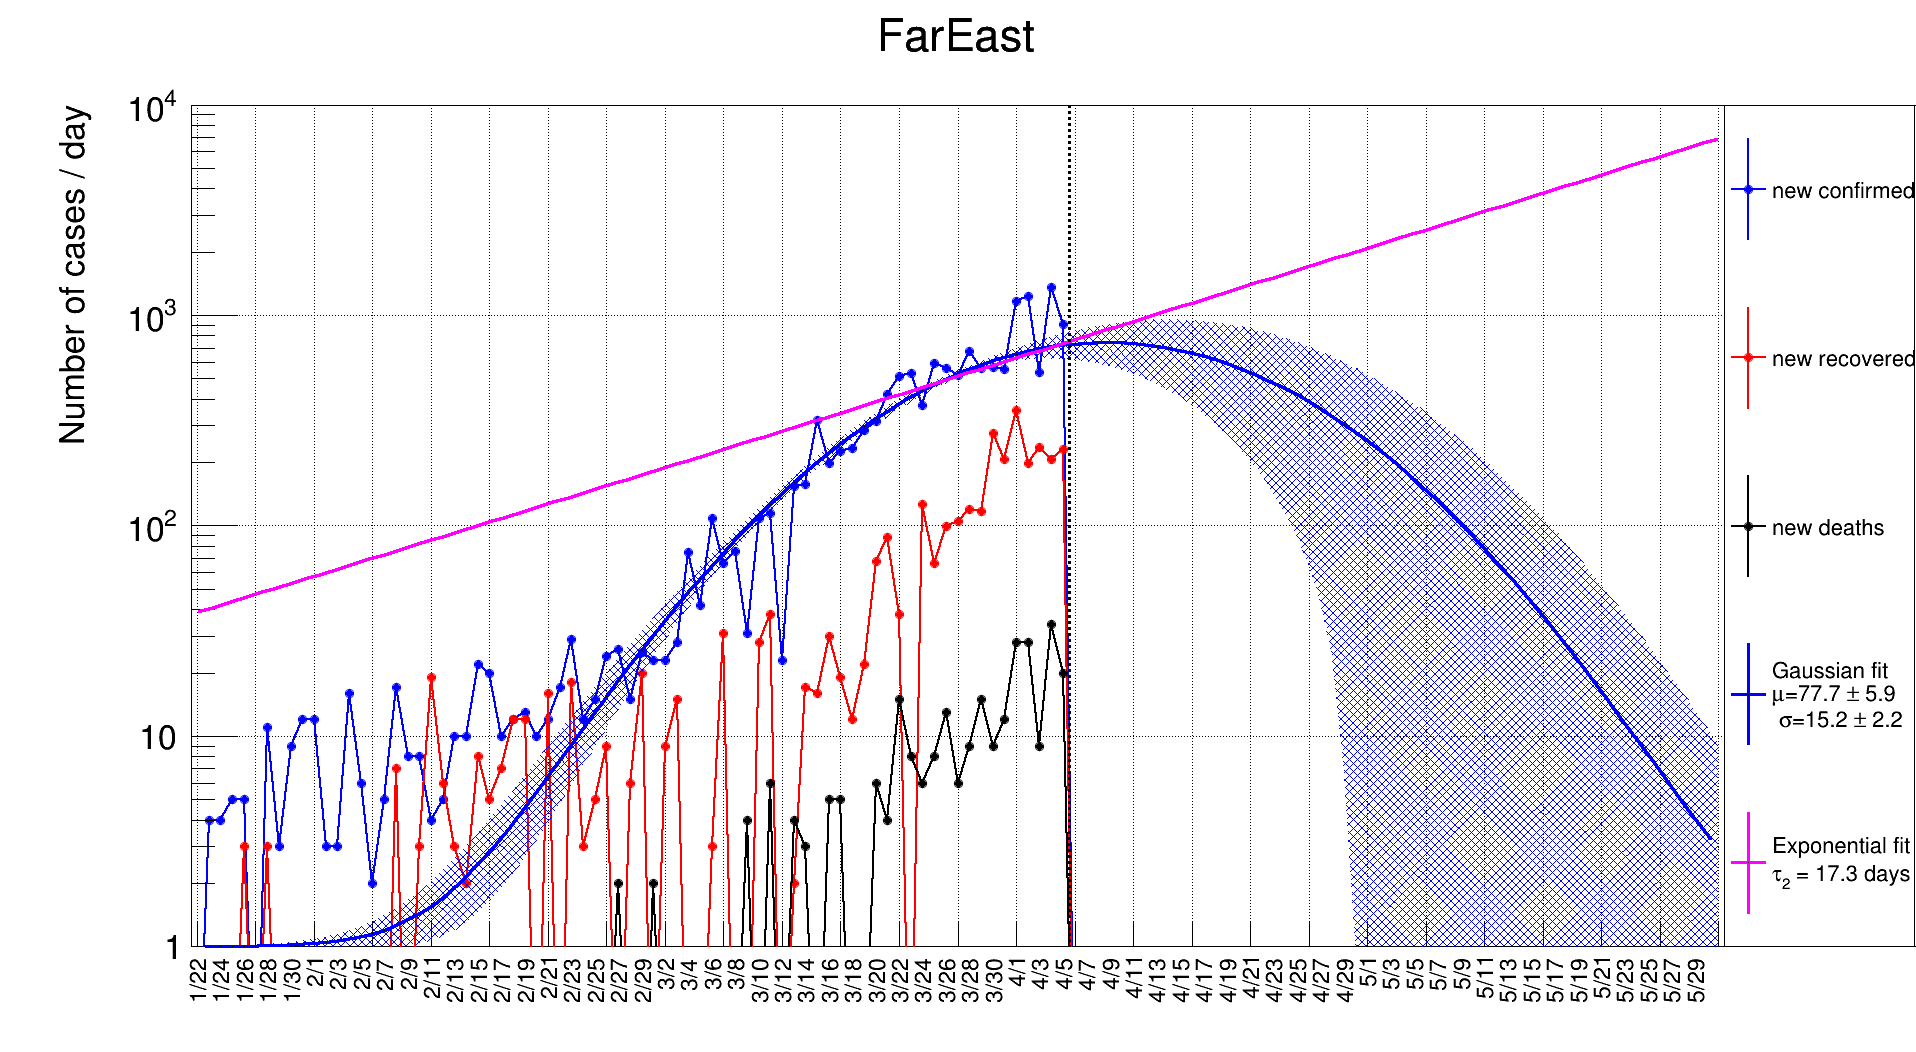 FarEast
Number of cases / day
10⁴
10³
10²
10
1
1/22 1/24 1/26 1/28 1/30 2/1 2/3 2/5 2/7 2/9 2/11 2/13 2/15 2/17 2/19 2/21 2/23 2/25 2/27 2/29 3/2 3/4 3/6 3/8 3/10 3/12 3/14 3/16 3/18 3/20 3/22 3/24 3/26 3/28 3/30 4/1 4/3 4/5 4/7 4/9 4/11 4/13 4/15 4/17 4/19 4/21 4/23 4/25 4/27 4/29 5/1 5/3 5/5 5/7 5/9 5/11 5/13 5/15 5/17 5/19 5/21 5/23 5/25 5/27 5/29
new confirmed
new recovered
new deaths
Gaussian fit
μ=77.7 ± 5.9
σ=15.2 ± 2.2
Exponential fit
τ₂ = 17.3 days